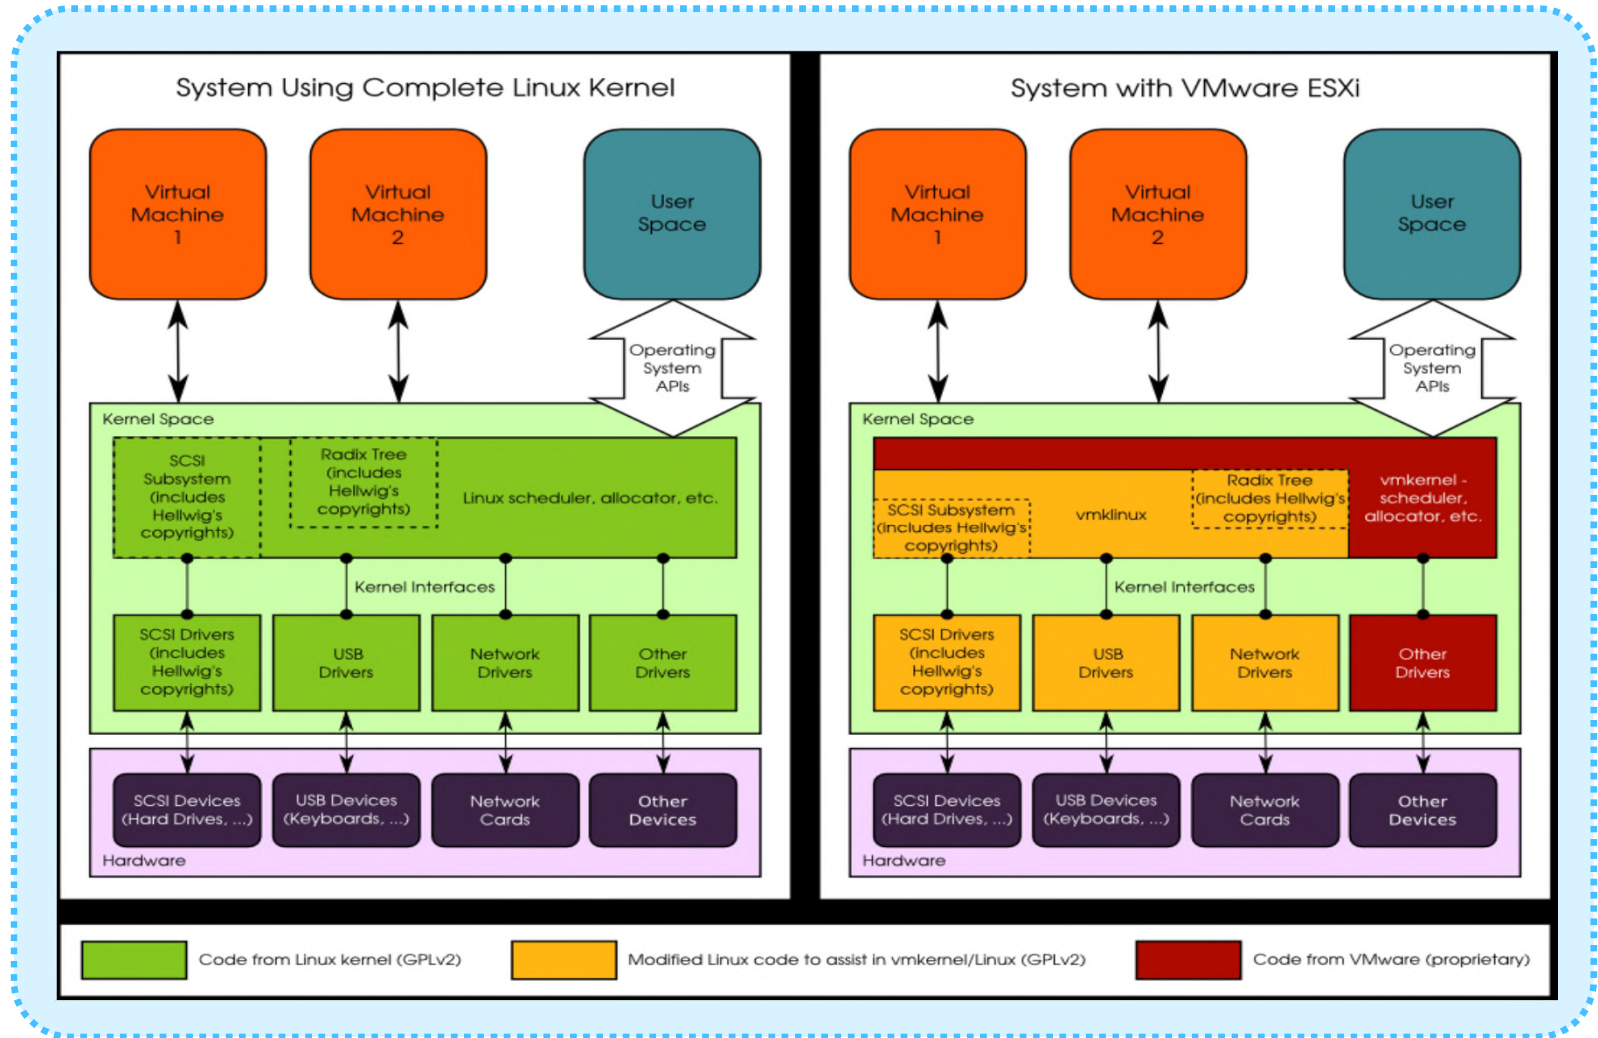 System Using Complete Linux Kernel
Virtual
Machine
1
Virtual
Machine
2
User
Space
Operating
System
APIs
Kernel Space
SCSI
Subsystem
(includes
Hellwig's
copyrights)
Radix Tree
(includes
Hellwig's
copyrights)
Linux scheduler, allocator, etc.
Kernel Interfaces
SCSI Drivers
(includes
Hellwig's
copyrights)
USB
Drivers
Network
Drivers
Other
Drivers
SCSI Devices
(Hard Drives, ...)
USB Devices
(Keyboards, ...)
Network
Cards
Other
Devices
Hardware
System with VMware ESXi
Virtual
Machine
1
Virtual
Machine
2
User
Space
Operating
System
APIs
Kernel Space
SCSI Subsystem
(includes Hellwig's
copyrights)
vmklinux
Radix Tree
(includes Hellwig's
copyrights)
vmkernel -
scheduler,
allocator, etc.
Kernel Interfaces
SCSI Drivers
(includes
Hellwig's
copyrights)
USB
Drivers
Network
Drivers
Other
Drivers
SCSI Devices
(Hard Drives, ...)
USB Devices
(Keyboards, ...)
Network
Cards
Other
Devices
Hardware
Code from Linux kernel (GPLv2)
Modified Linux code to assist in vmkernel/Linux (GPLv2)
Code from VMware (proprietary)